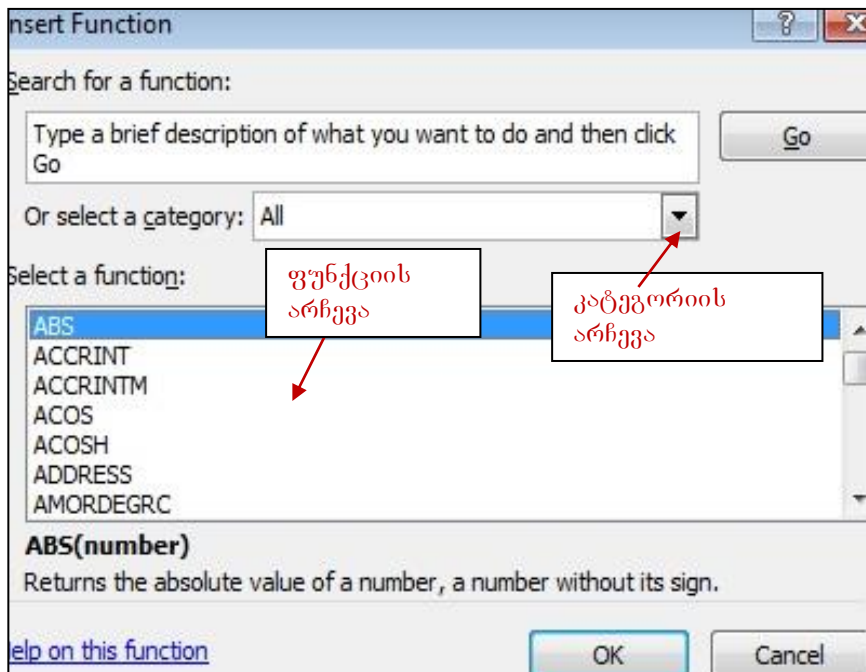 nsert Function
Search for a function:
Type a brief description of what you want to do and then click
Go
Go
Or select a category: All
Select a function:
ფუნქციის
არჩევა
კატეგორიის
არჩევა
ABS
ACCRINT
ACCRINTM
ACOS
ACOSH
ADDRESS
AMORDEGRC
ABS(number)
Returns the absolute value of a number, a number without its sign.
elp on this function
OK
Cancel